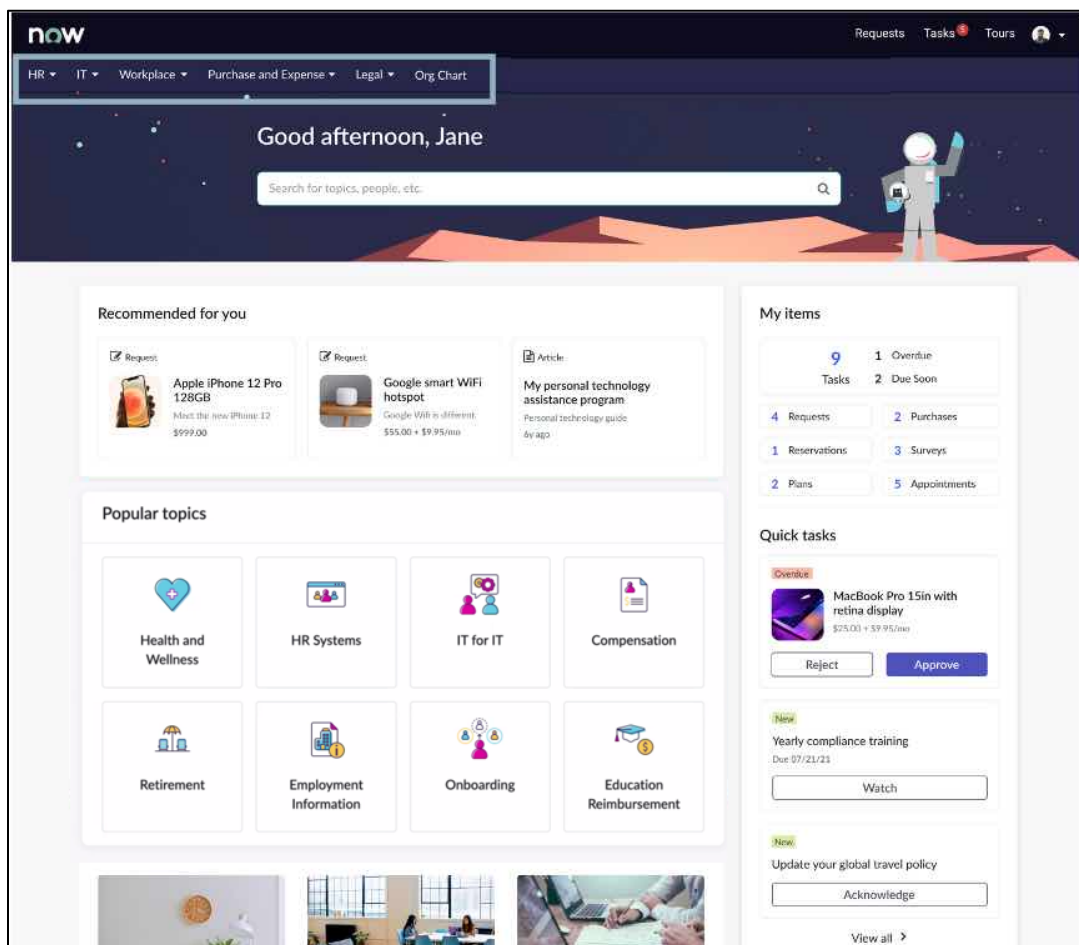 now
Requests Tasks 5 Tours
HR IT Workplace Purchase and Expense Legal Org Chart
Good afternoon, Jane
Search for topics, people, etc.
Recommended for you
Request
Apple iPhone 12 Pro
128GB
Meet the new iPhone 12
$999.00
Request
Google smart WiFi
hotspot
Google Wifi is different
$55.00 + $9.95/mo
Article
My personal technology
assistance program
Personal technology guide
6y ago
Popular topics
Health and
Wellness
HR Systems
IT for IT
Compensation
Retirement
Employment
Information
Onboarding
Education
Reimbursement
My items
9
Tasks
1 Overdue
2 Due Soon
4 Requests
2 Purchases
1 Reservations
3 Surveys
2 Plans
5 Appointments
Quick tasks
Overdue
MacBook Pro 15in with
retina display
$25.00 + $9.95/mo
Reject
Approve
New
Yearly compliance training
Due 07/21/21
Watch
New
Update your global travel policy
Acknowledge
View all